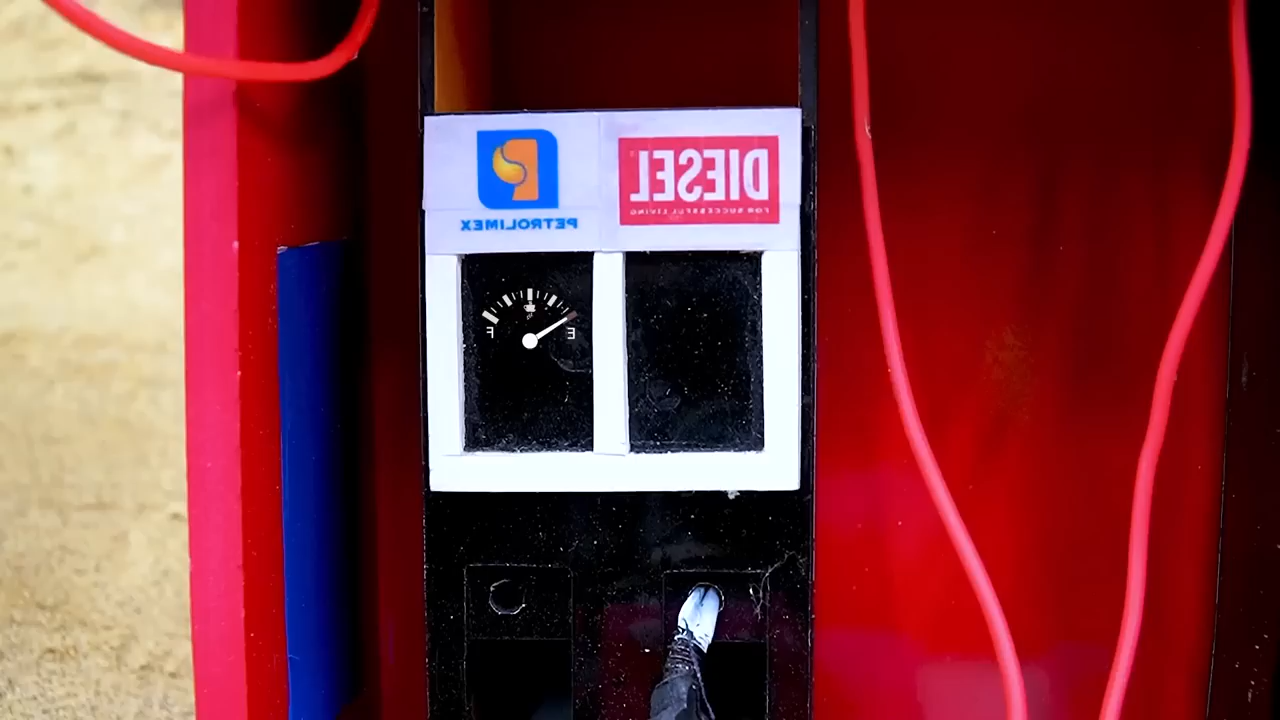 PETROLIMEX
DIESEL
FOR SUCCESSFUL LIVING
F
E